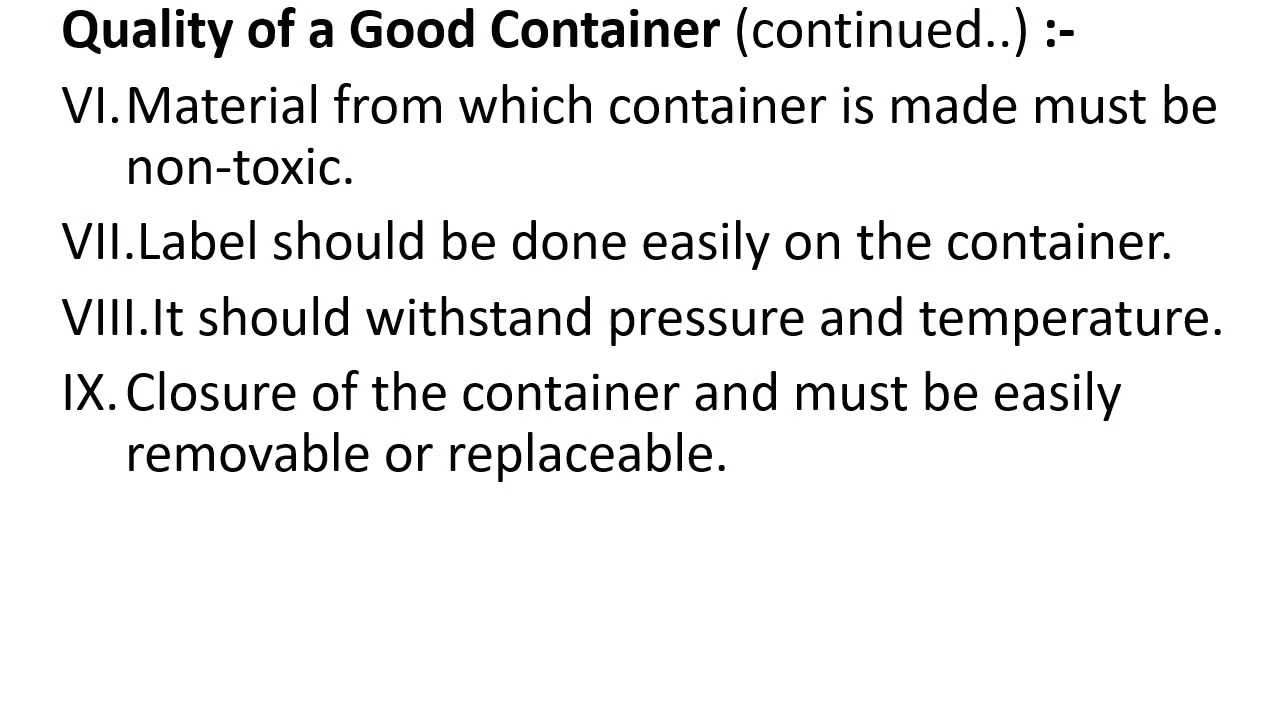 Quality of a Good Container (continued..) :-
VI. Material from which container is made must be
non-toxic.
VII.Label should be done easily on the container.
VIII.It should withstand pressure and temperature.
IX. Closure of the container and must be easily
removable or replaceable.